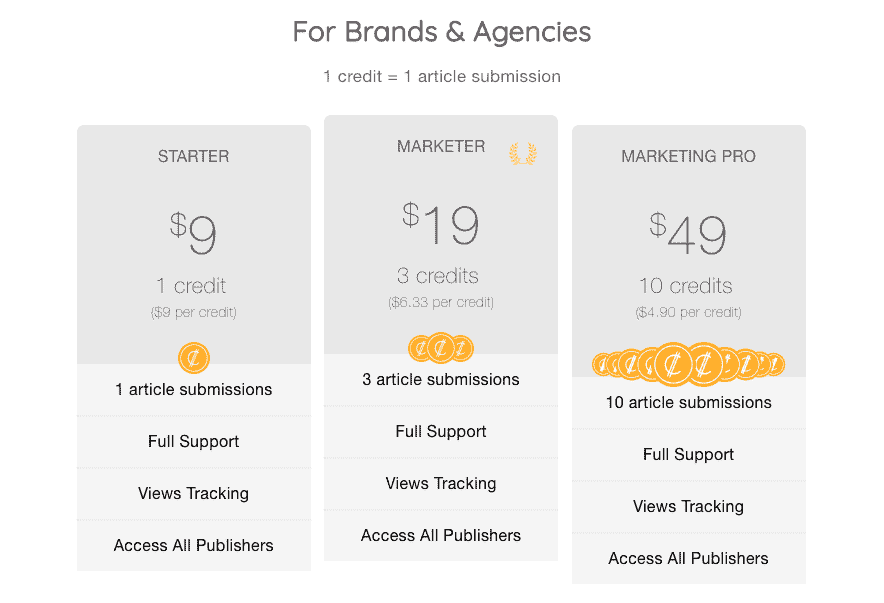 For Brands & Agencies
1 credit = 1 article submission
STARTER
$9
1 credit
($9 per credit)
1 article submissions
Full Support
Views Tracking
Access All Publishers
MARKETER
$19
3 credits
($6.33 per credit)
3 article submissions
Full Support
Views Tracking
Access All Publishers
MARKETING PRO
$49
10 credits
($4.90 per credit)
10 article submissions
Full Support
Views Tracking
Access All Publishers